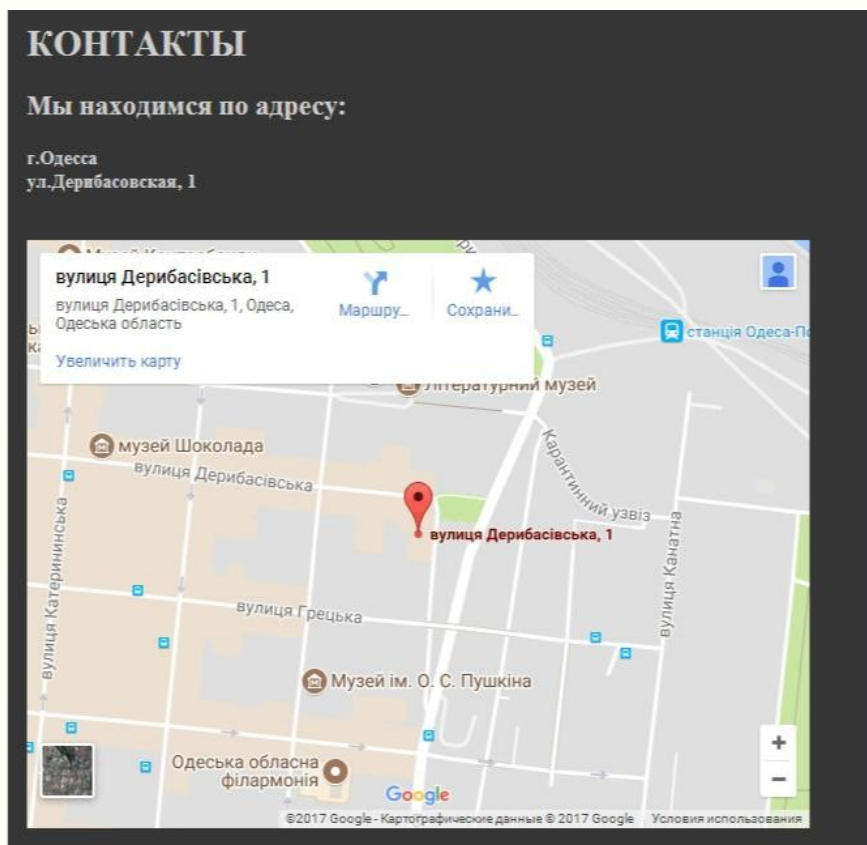 КОНТАКТЫ
Мы находимся по адресу:
г.Одесса
ул.Дерибасовская, 1
вулиця Дерибасівська, 1
вулиця Дерибасівська, 1, Одеса,
Одеська область
Увеличить карту
Маршру...
Сохрани...
станція Одеса-По
Літературний музей
музей Шоколада
вулиця Дерибасівська
Карантинний узвіз
вулиця Дерибасівська, 1
вулиця Катерининська
вулиця Канатна
вулиця Грецька
Музей ім. О. С. Пушкіна
Одеська обласна
філармонія
+
−
Google
©2017 Google - Картографические данные © 2017 Google Условия использования